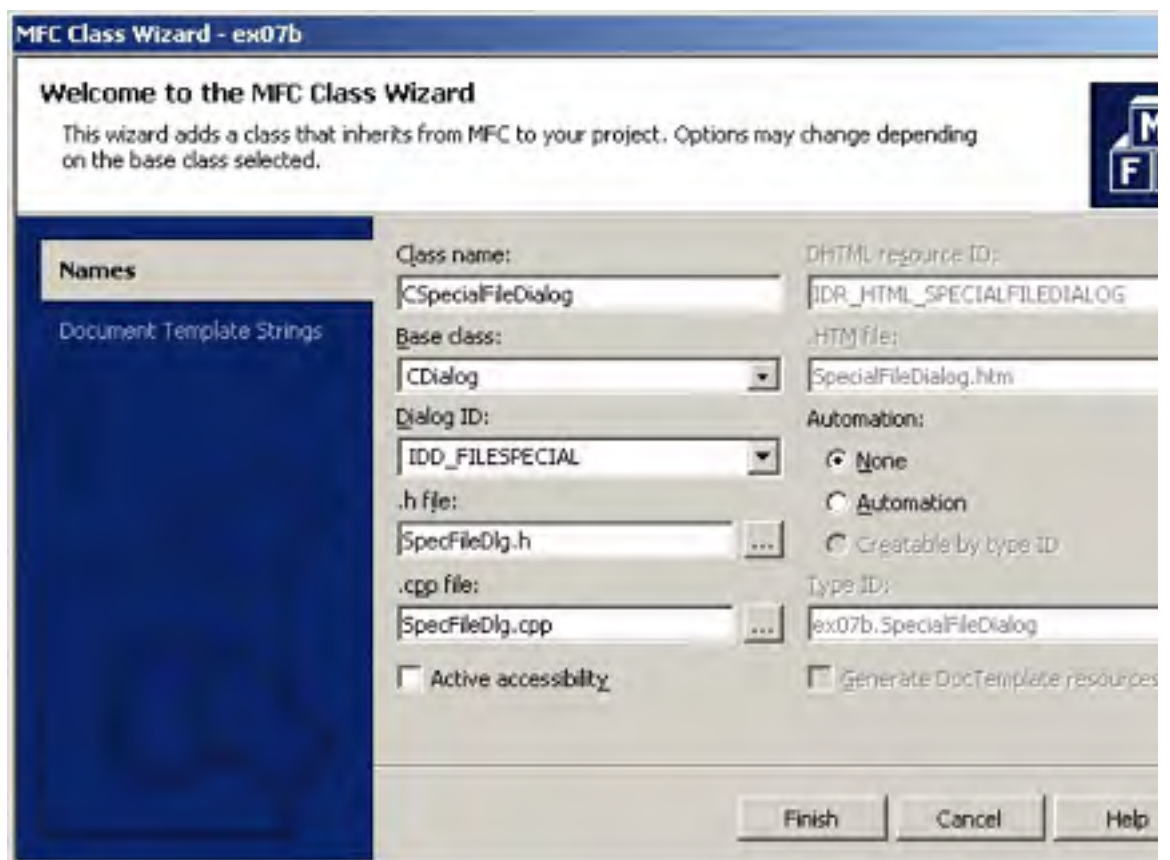 MFC Class Wizard - ex07b
Welcome to the MFC Class Wizard
This wizard adds a class that inherits from MFC to your project. Options may change depending
on the base class selected.
M
F
Names
Document Template Strings
Class name:
CSpecialFileDialog
Base class:
CDialog
Dialog ID:
IDD_FILESPECIAL
.h file:
SpecFileDlg.h
...
.cpp file:
SpecFileDlg.cpp
...
Active accessibility
DHTML resource ID:
IDR_HTML_SPECIALFILEDIALOG
.HTM file:
SpecialFileDialog.htm
Automation:
None
Automation
Creatable by type ID
Type ID:
ex07b.SpecialFileDialog
Generate DocTemplate resources
Finish
Cancel
Help